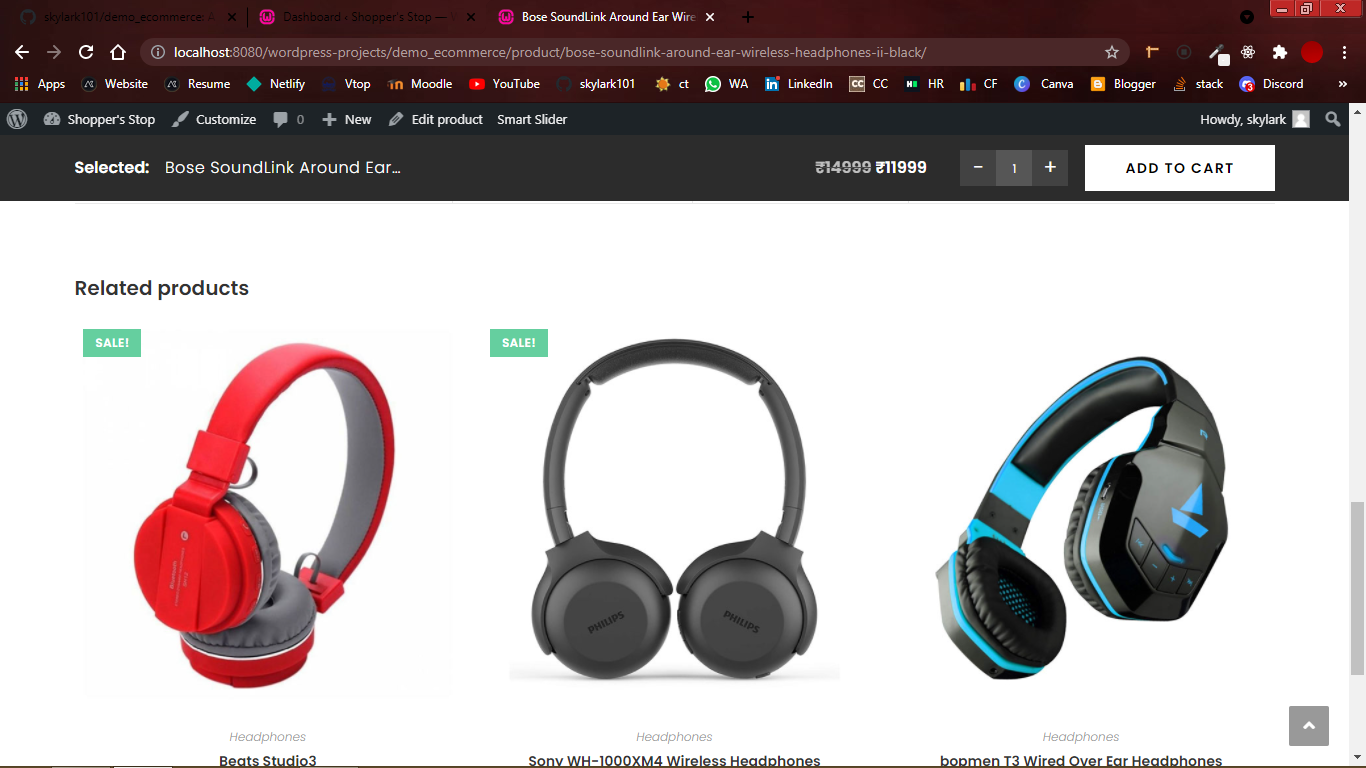 skylark101/demo_ecommerce: A
Dashboard ‹ Shopper's Stop — W
Bose SoundLink Around Ear Wire
localhost:8080/wordpress-projects/demo_ecommerce/product/bose-soundlink-around-ear-wireless-headphones-ii-black/
Apps Website Resume Netlify Vtop Moodle YouTube skylark101 ct WA LinkedIn CC CC HR CF Canva Blogger stack Discord »
Shopper's Stop Customize 0 New Edit product Smart Slider Howdy, skylark
Selected: Bose SoundLink Around Ear... ₹14999 ₹11999 - 1 + ADD TO CART
Related products
SALE! SALE!
PHILIPS PHILIPS
Headphones Headphones Headphones
Beats Studio3 Sony WH-1000XM4 Wireless Headphones bopmen T3 Wired Over Ear Headphones